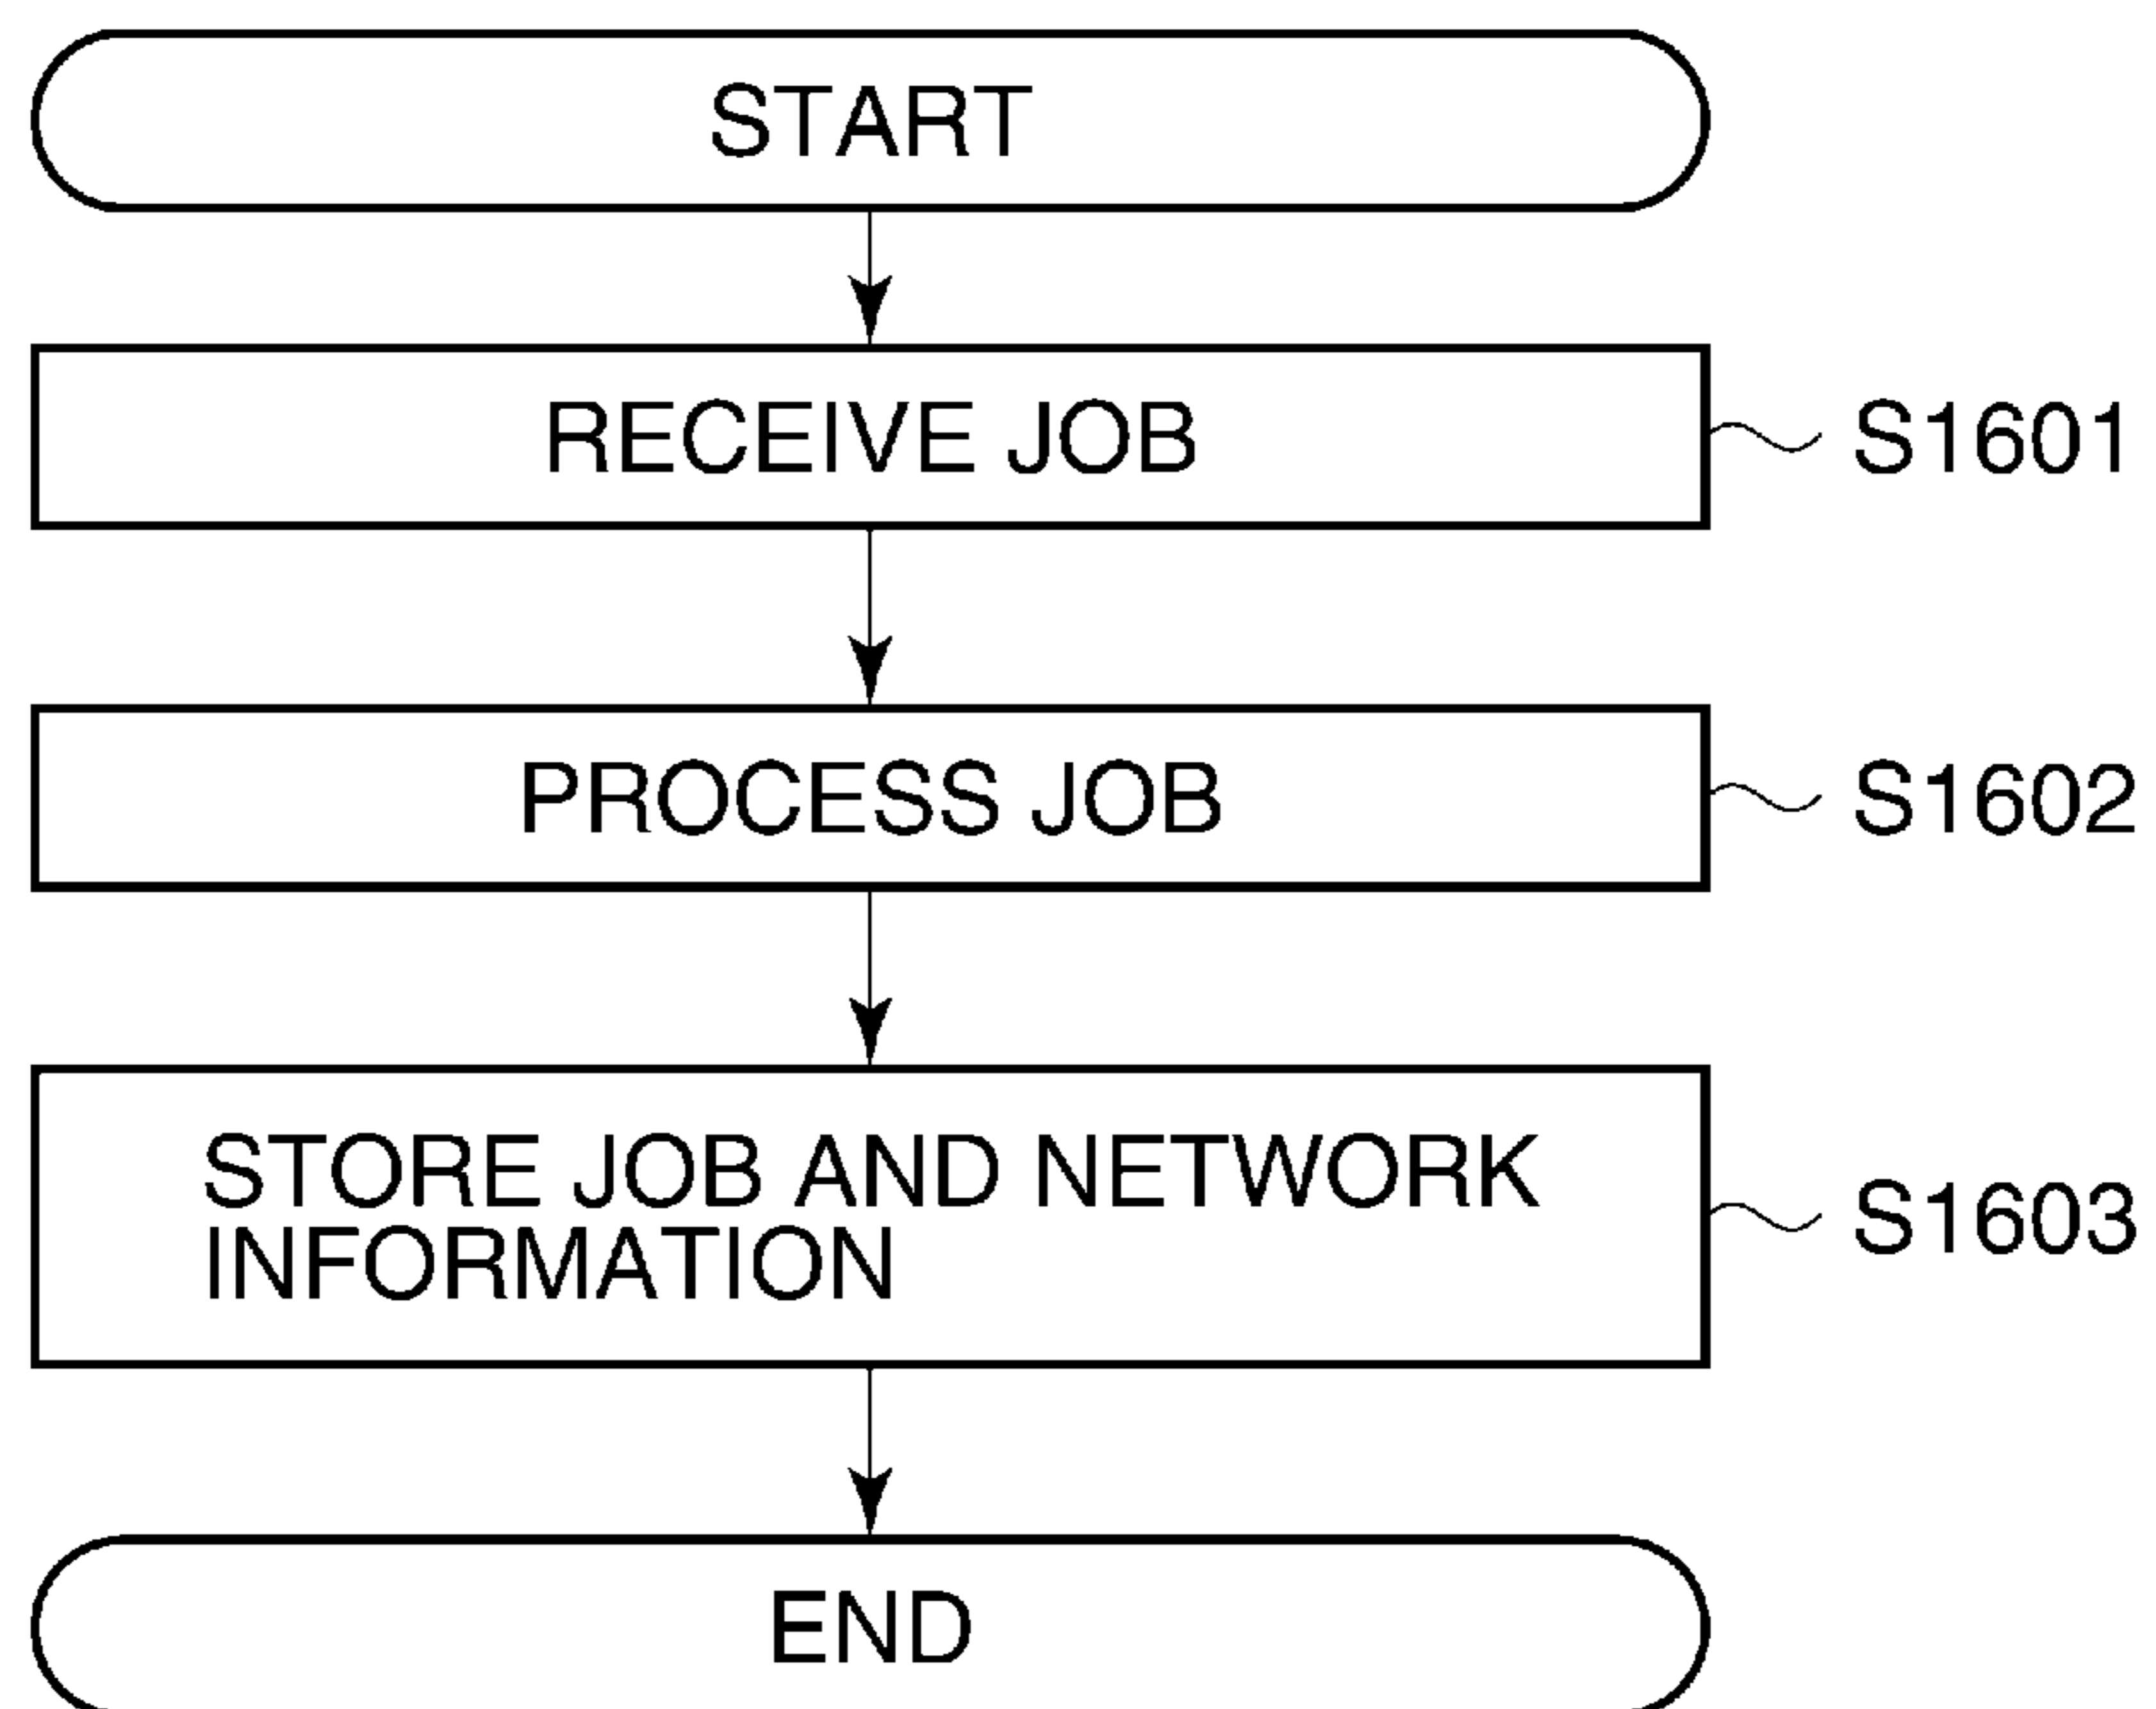 START
RECEIVE JOB
S1601
PROCESS JOB
S1602
STORE JOB AND NETWORK
INFORMATION
S1603
END